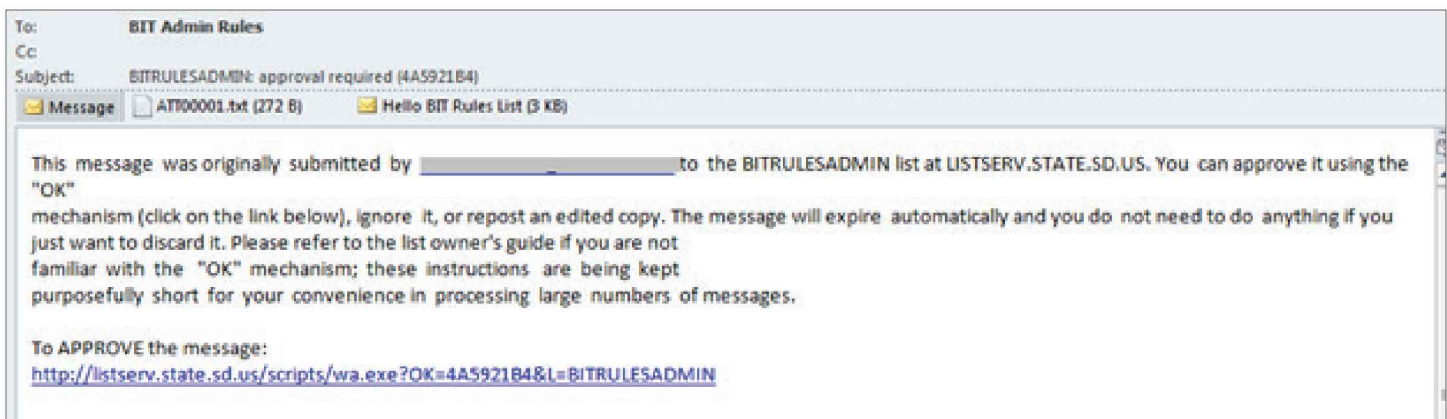 To: BIT Admin Rules
Cc:
Subject: BITRULESADMIN: approval required (4A5921B4)
Message ATT00001.txt (272 B) Hello BIT Rules List (3 KB)
This message was originally submitted by to the BITRULESADMIN list at LISTSERV.STATE.SD.US. You can approve it using the
"OK"
mechanism (click on the link below), ignore it, or repost an edited copy. The message will expire automatically and you do not need to do anything if you
just want to discard it. Please refer to the list owner's guide if you are not
familiar with the "OK" mechanism; these instructions are being kept
purposefully short for your convenience in processing large numbers of messages.
To APPROVE the message:
http://listserv.state.sd.us/scripts/wa.exe?OK=4A5921B4&L=BITRULESADMIN